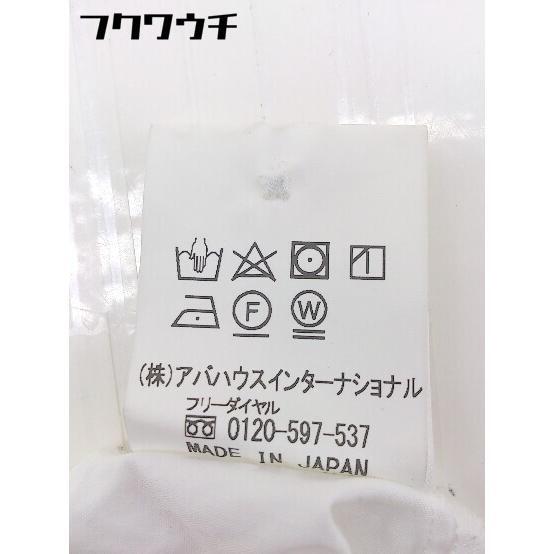 フクワウチ
F W
(株)アバハウスインターナショナル
フリーダイヤル
0120-597-537
MADE IN JAPAN